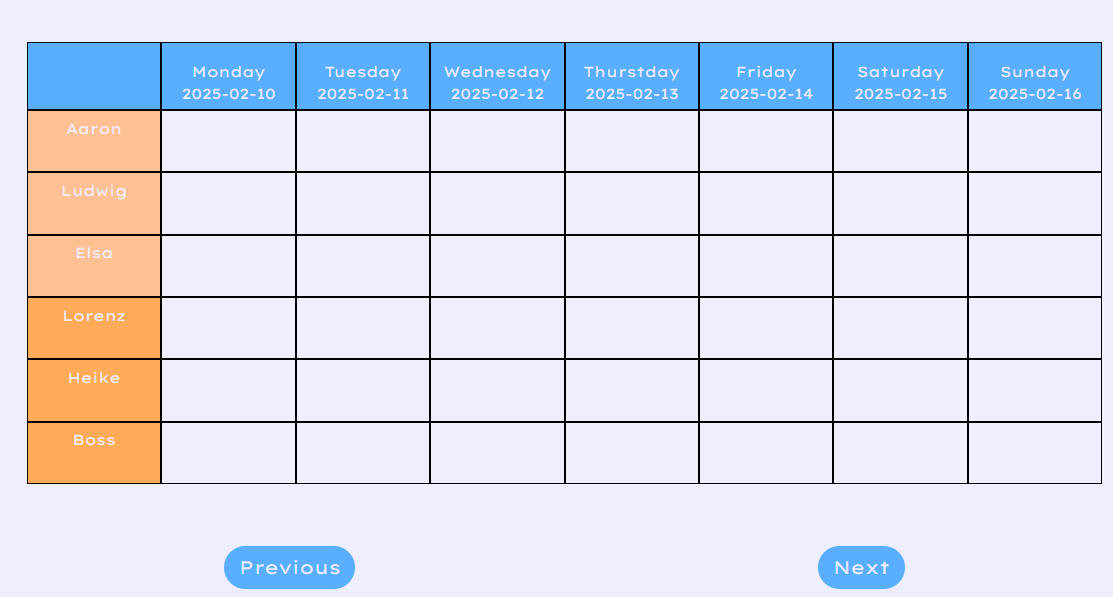 Monday Tuesday Wednesday Thurstday Friday Saturday Sunday
2025-02-10 2025-02-11 2025-02-12 2025-02-13 2025-02-14 2025-02-15 2025-02-16
Aaron
Ludwig
Elsa
Lorenz
Heike
Boss
Previous Next